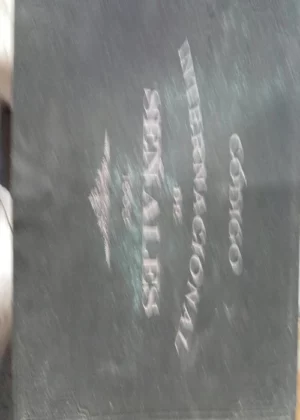 CÓDIGO
INTERNACIONAL
DE
SEÑALES